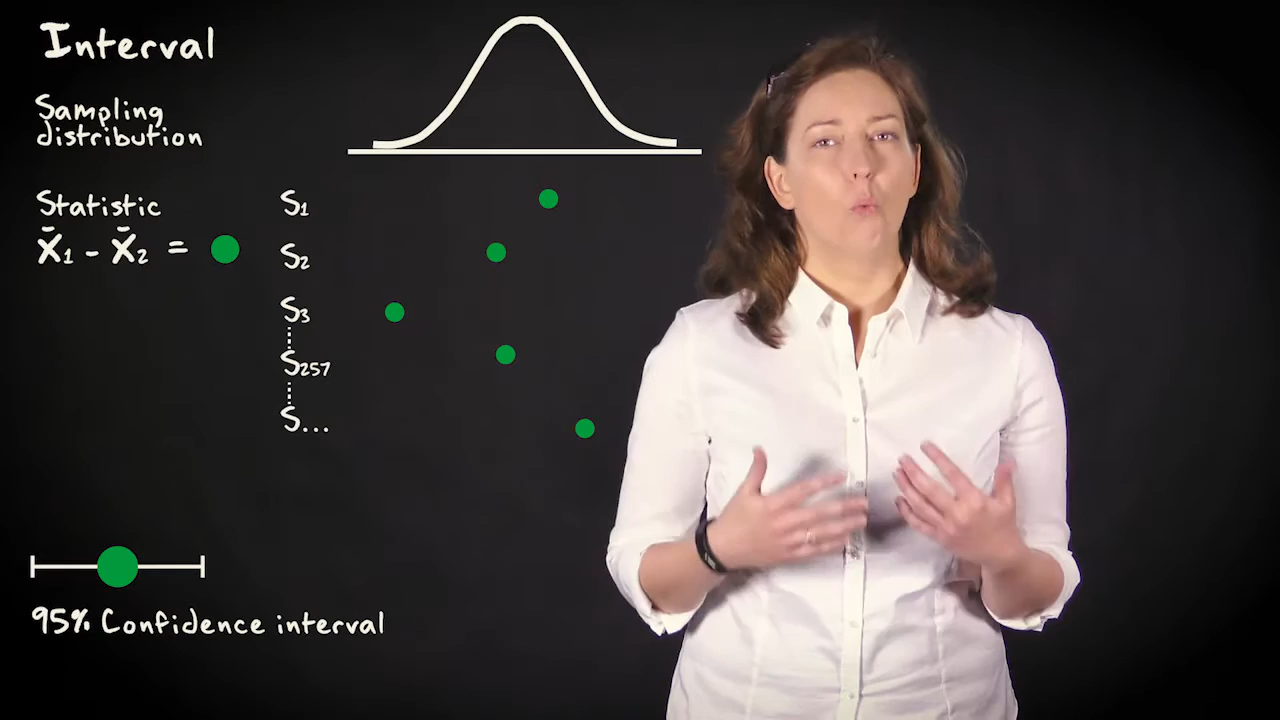 Interval
Sampling
distribution
Statistic
x̄₁ - x̄₂ =
S₁
S₂
S₃
S₂₅₇
S...
95% Confidence interval